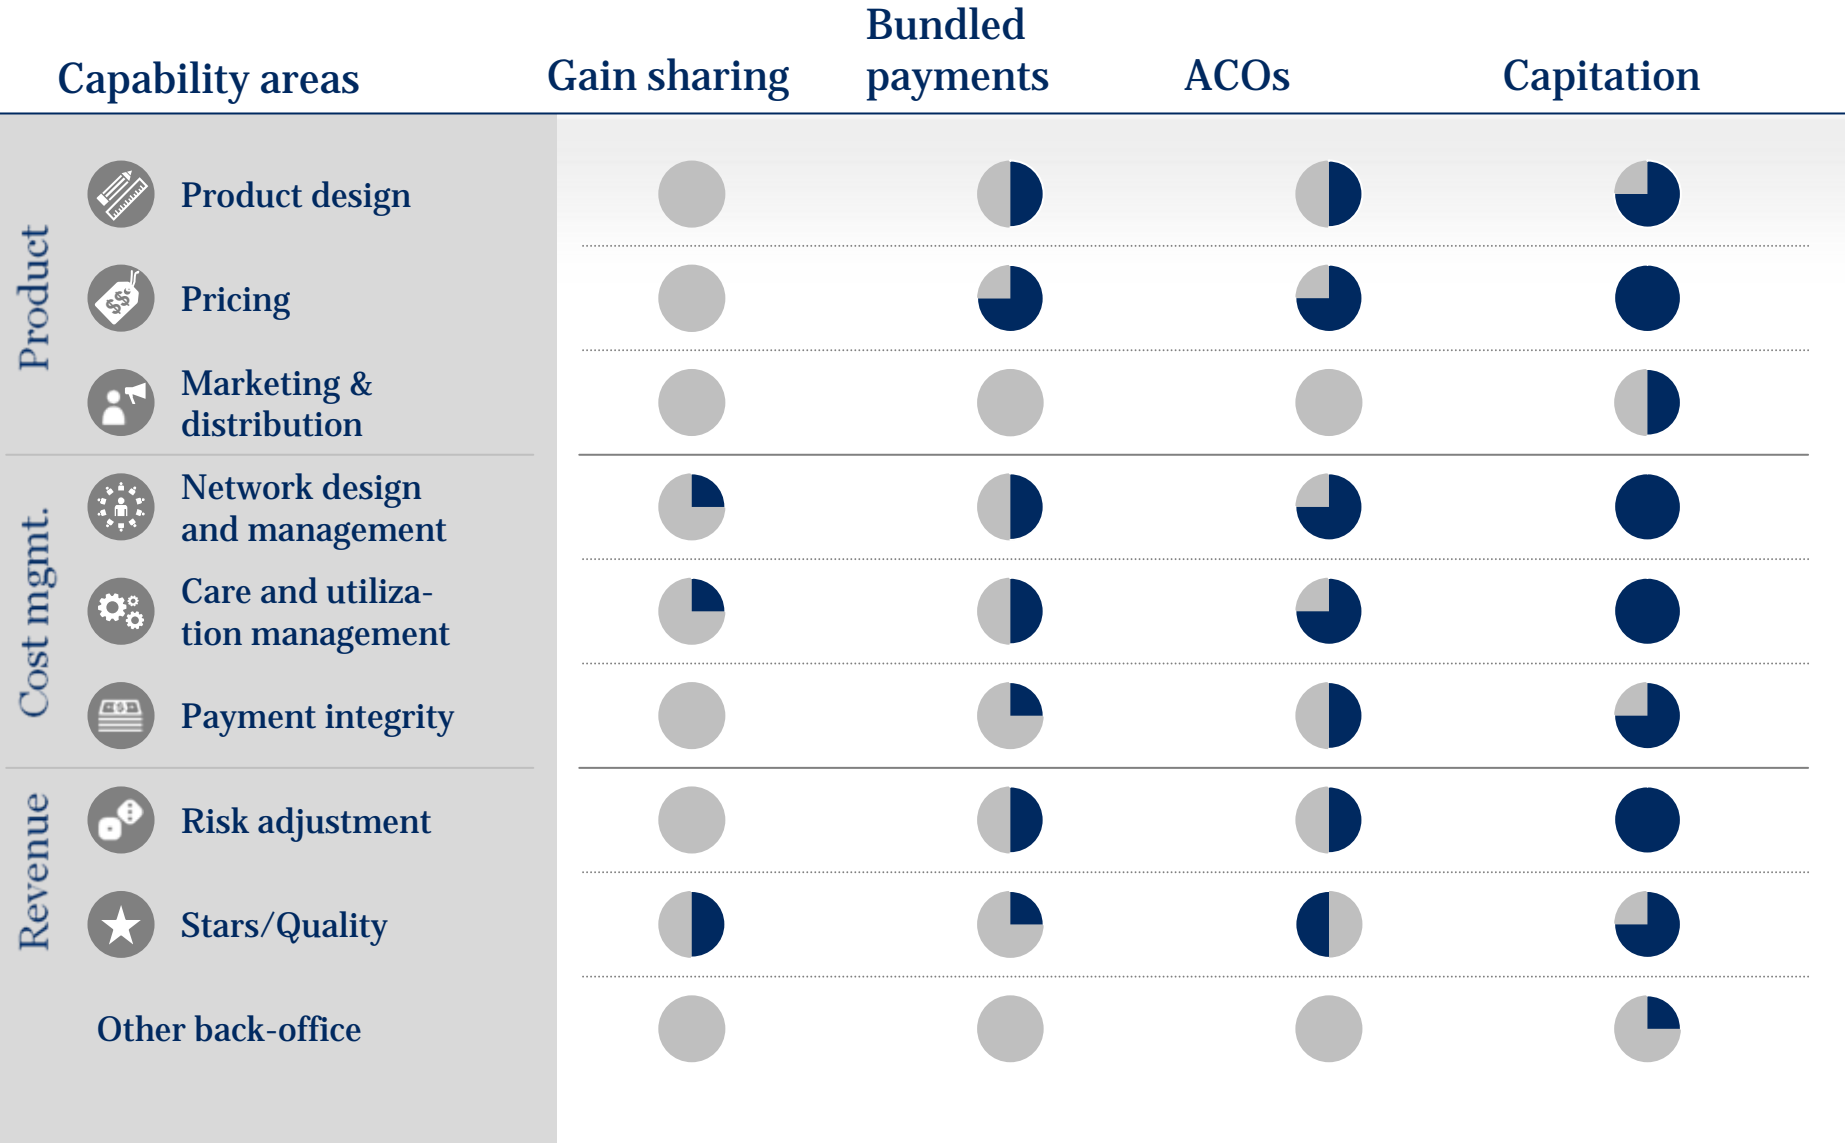 Capability areas
Gain sharing
Bundled
payments
ACOs
Capitation
Product
Product design
Pricing
Marketing &
distribution
Cost mgmt.
Network design
and management
Care and utiliza-
tion management
Payment integrity
Revenue
Risk adjustment
Stars/Quality
Other back-office